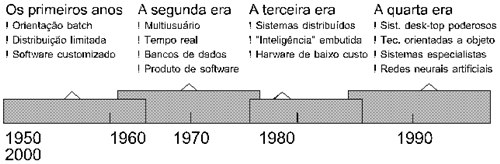 Os primeiros anos
! Orientação batch
! Distribuição limitada
! Software customizado
A segunda era
! Multiusuário
! Tempo real
! Bancos de dados
! Produto de software
A terceira era
! Sistemas distribuídos
! "Inteligência" embutida
! Harware de baixo custo
A quarta era
! Sist. desk-top poderosos
! Tec. orientadas a objeto
! Sistemas especialistas
! Redes neurais artificiais
1950 1960 1970 1980 1990
2000